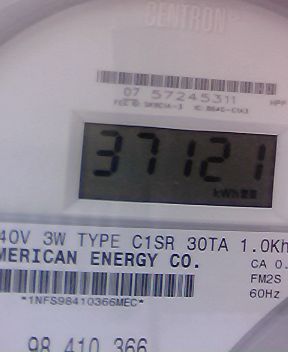 CENTRON
07 57245311
37121
kWh
40V 3W TYPE C1SR 30TA 1.0Kh
MERICAN ENERGY CO.
CA 0.
FM2S
*1NFS98410366MEC*
60Hz
98 410 366